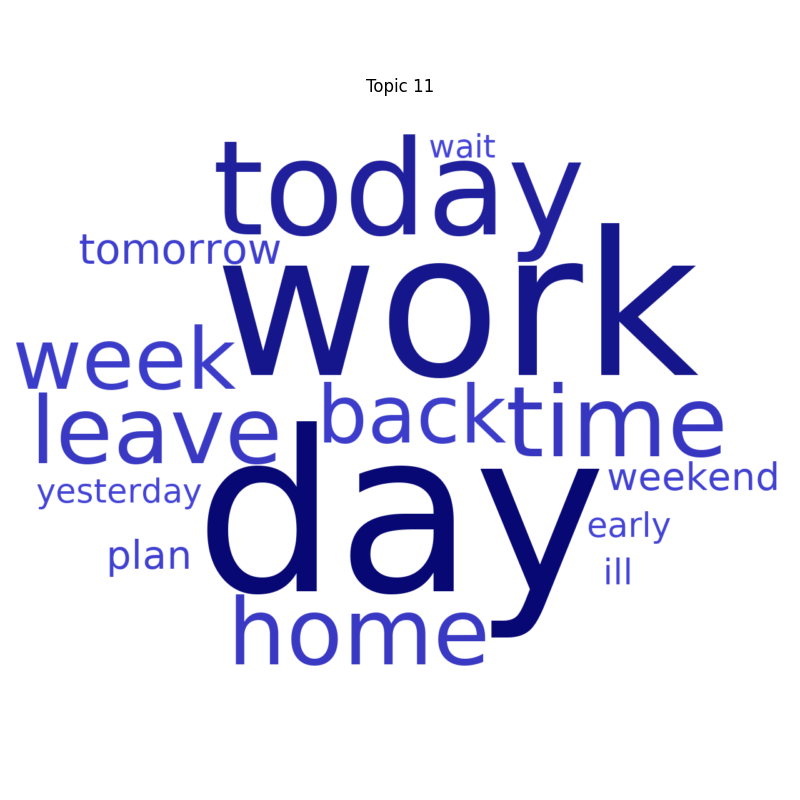 Topic 11
wait
today
tomorrow
work
week
back
time
leave
day
weekend
yesterday
early
plan
ill
home